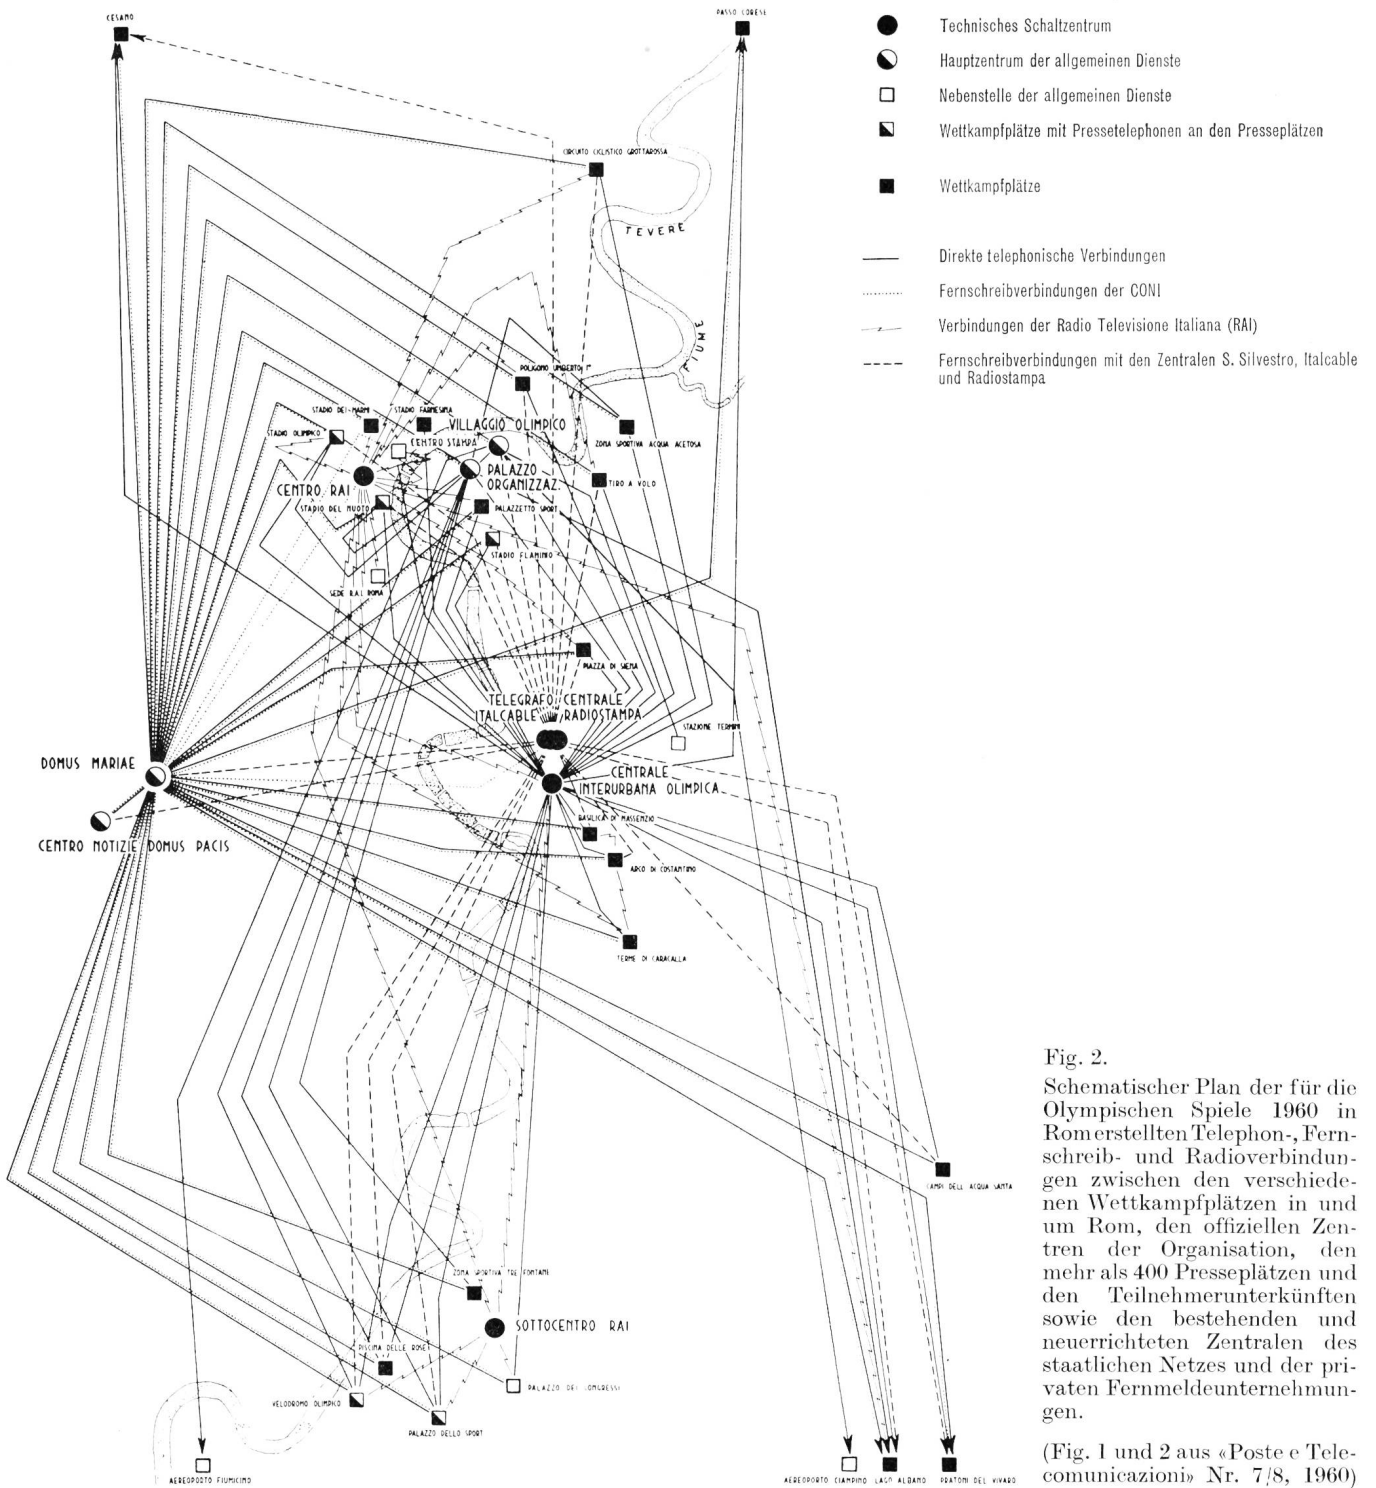 CESANO
PASSO CORESE
Technisches Schaltzentrum
Hauptzentrum der allgemeinen Dienste
Nebenstelle der allgemeinen Dienste
Wettkampfplätze mit Pressetelephonen an den Presseplätzen
Wettkampfplätze
Direkte telephonische Verbindungen
Fernschreibverbindungen der CONI
Verbindungen der Radio Televisione Italiana (RAI)
Fernschreibverbindungen mit den Zentralen S. Silvestro, Italcable
und Radiostampa
CIRCUITO CICLISTICO GROTTAROSSA
TEVERE
FIUME
POLIGONO UMBERTO I°
STADIO DEI MARMI
STADIO FARNESINA
STADIO OLIMPICO
VILLAGGIO OLIMPICO
CENTRO STAMPA
ZONA SPORTIVA ACQUA ACETOSA
PALAZZO
ORGANIZZAZ.
CENTRO RAI
TIRO A VOLO
STADIO DEL NUOTO
PALAZZETTO SPORT
STADIO FLAMINIO
SEDE R.A.I. ROMA
PIAZZA DI SIENA
TELEGRAFO CENTRALE
ITALCABLE RADIOSTAMPA
STAZIONE TERMINI
DOMUS MARIAE
CENTRALE
INTERURBANA OLIMPICA
BASILICA DI MASSENZIO
CENTRO NOTIZIE DOMUS PACIS
ARCO DI COSTANTINO
TERME DI CARACALLA
CAMPI DELL ACQUA SANTA
ZONA SPORTIVA TRE FONTANE
SOTTOCENTRO RAI
PISCINA DELLE ROSE
PALAZZO DEI CONGRESSI
VELODROMO OLIMPICO
PALAZZO DELLO SPORT
AEREOPORTO FIUMICINO
AEREOPORTO CIAMPINO
LAGO ALBANO
PRATONI DEL VIVARO
Fig. 2.
Schematischer Plan der für die
Olympischen Spiele 1960 in
Rom erstellten Telephon-, Fern-
schreib- und Radioverbindun-
gen zwischen den verschiede-
nen Wettkampfplätzen in und
um Rom, den offiziellen Zen-
tren der Organisation, den
mehr als 400 Presseplätzen und
den Teilnehmerunterkünften
sowie den bestehenden und
neuerrichteten Zentralen des
staatlichen Netzes und der pri-
vaten Fernmeldeunternehmun-
gen.
(Fig. 1 und 2 aus «Poste e Tele-
comunicazioni» Nr. 7/8, 1960)